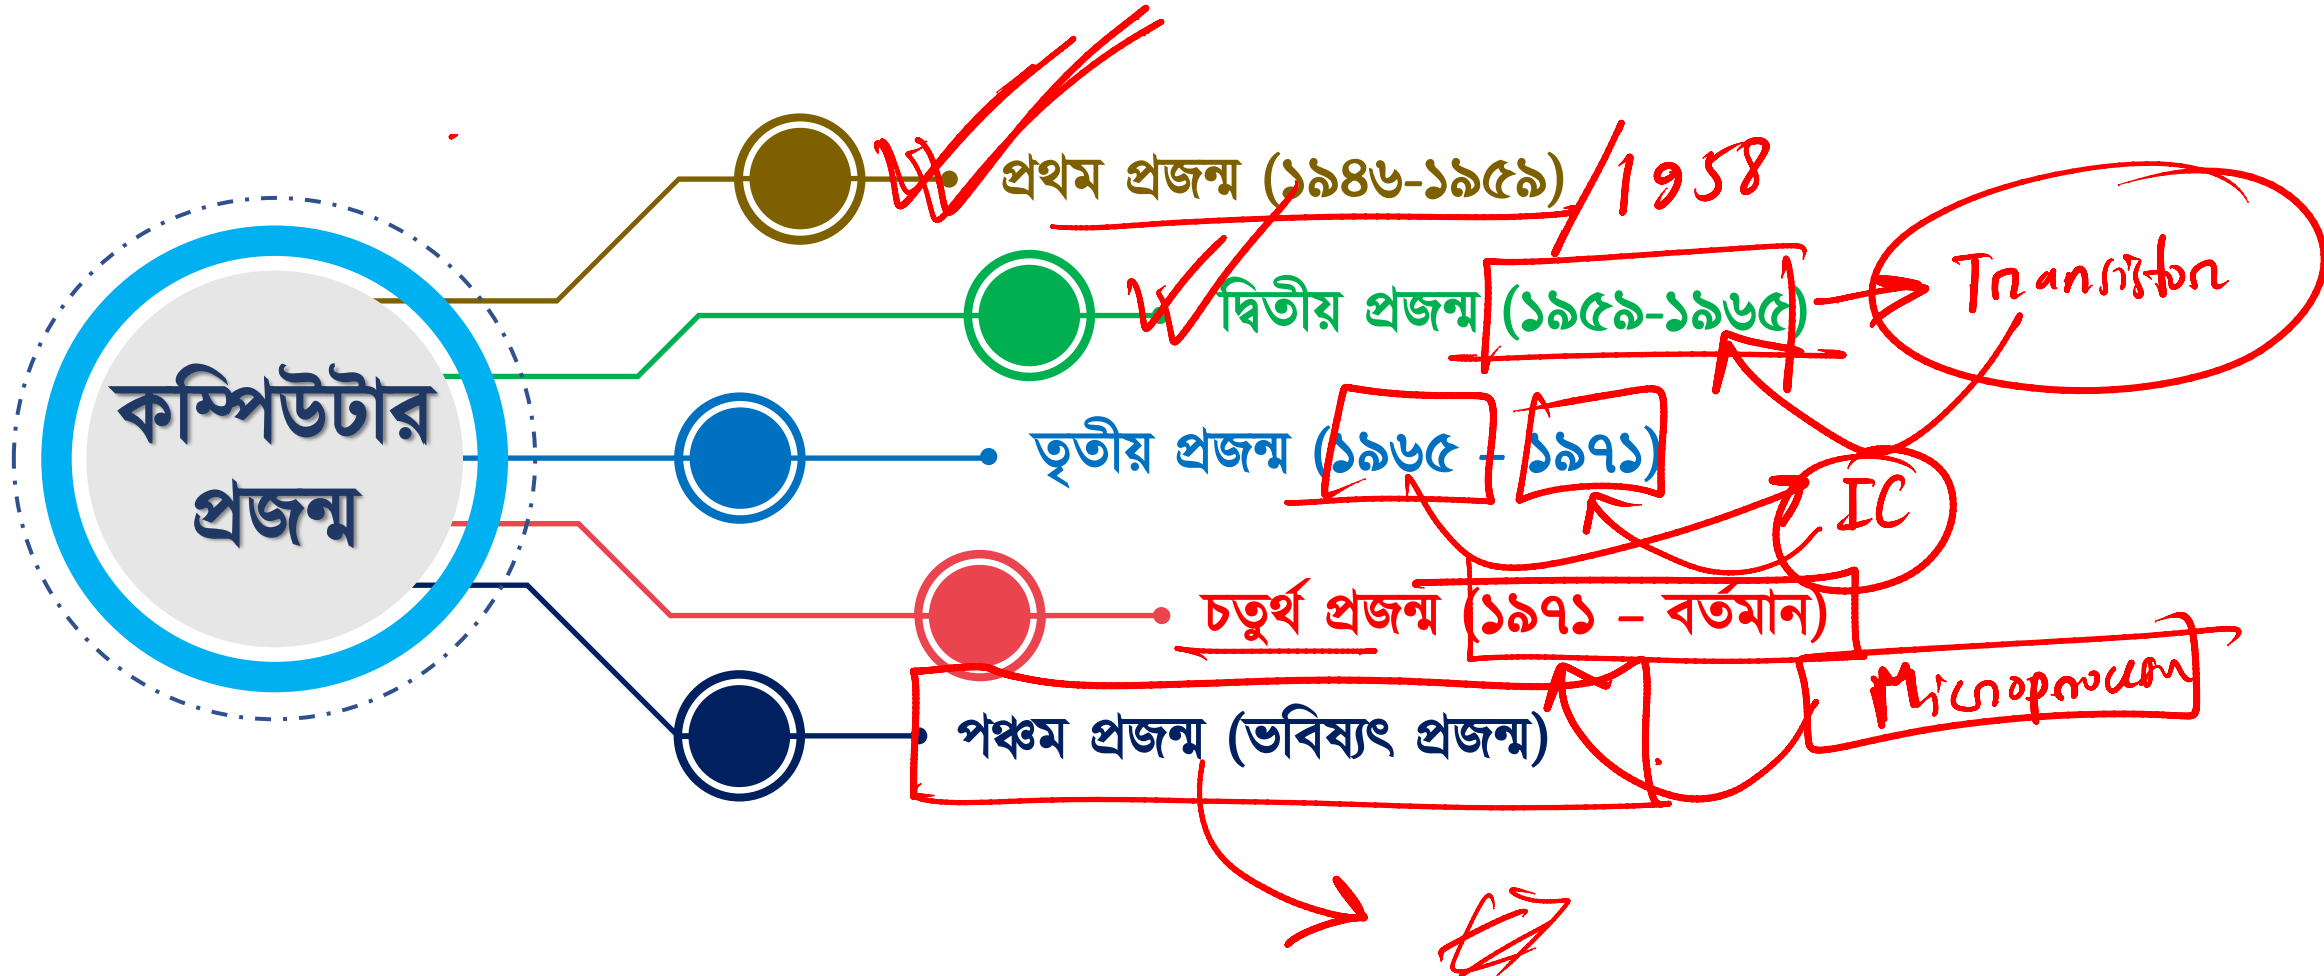 কম্পিউটার
প্রজন্ম
প্রথম প্রজন্ম (১৯৪৬-১৯৫৯)
1958
দ্বিতীয় প্রজন্ম (১৯৫৯-১৯৬৫)
Transistor
তৃতীয় প্রজন্ম (১৯৬৫ – ১৯৭১)
IC
চতুর্থ প্রজন্ম (১৯৭১ – বর্তমান)
পঞ্চম প্রজন্ম (ভবিষ্যৎ প্রজন্ম)